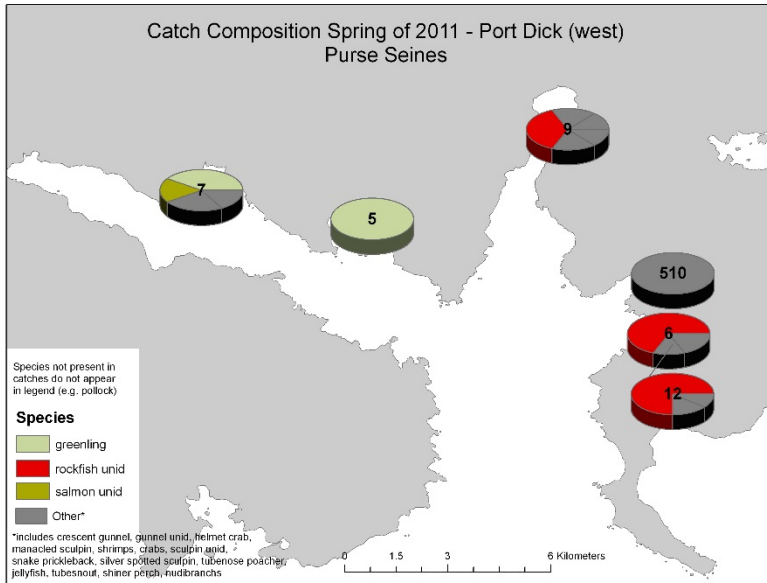 Catch Composition Spring of 2011 - Port Dick (west)
Purse Seines
9
7
5
510
6
12
Species not present in
catches do not appear
in legend (e.g. pollock)
Species
greenling
rockfish unid
salmon unid
Other*
*includes crescent gunnel, gunnel unid, helmet crab,
manacled sculpin, shrimps, crabs, sculpin unid,
snake prickleback, silver spotted sculpin, tubenose poacher,
jellyfish, tubesnout, shiner perch, nudibranchs
0 1.5 3 6 Kilometers